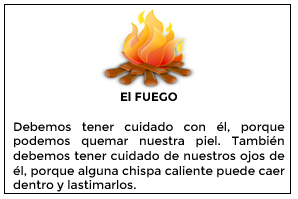 El FUEGO
Debemos tener cuidado con él, porque
podemos quemar nuestra piel. También
debemos tener cuidado de nuestros ojos de
él, porque alguna chispa caliente puede caer
dentro y lastimarlos.